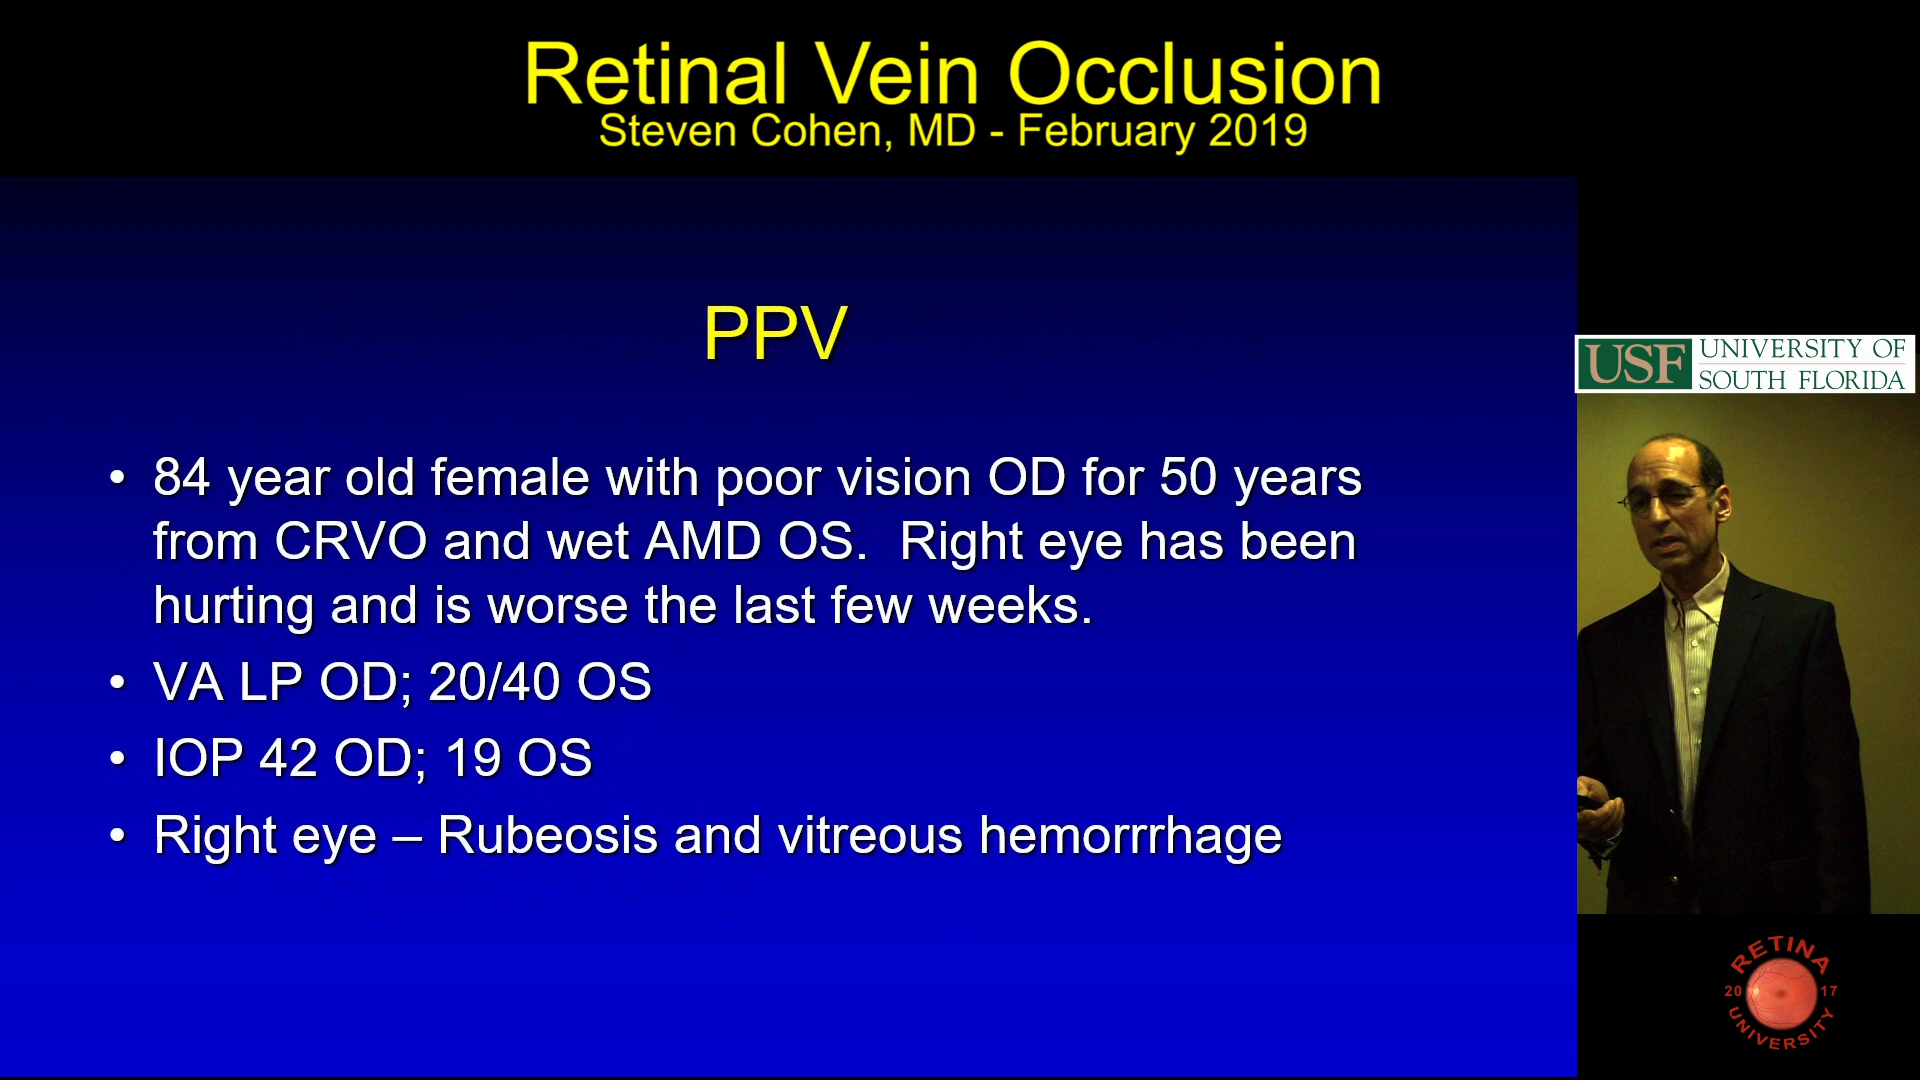 Retinal Vein Occlusion
Steven Cohen, MD - February 2019
PPV
USF UNIVERSITY OF
SOUTH FLORIDA
• 84 year old female with poor vision OD for 50 years
from CRVO and wet AMD OS.  Right eye has been
hurting and is worse the last few weeks.
• VA LP OD; 20/40 OS
• IOP 42 OD; 19 OS
• Right eye – Rubeosis and vitreous hemorrrhage
RETINA
20 17
UNIVERSITY